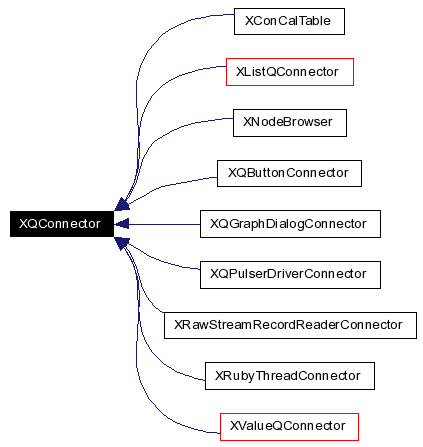 XConCalTable
XListQConnector
XNodeBrowser
XQButtonConnector
XQConnector
XQGraphDialogConnector
XQPulserDriverConnector
XRawStreamRecordReaderConnector
XRubyThreadConnector
XValueQConnector